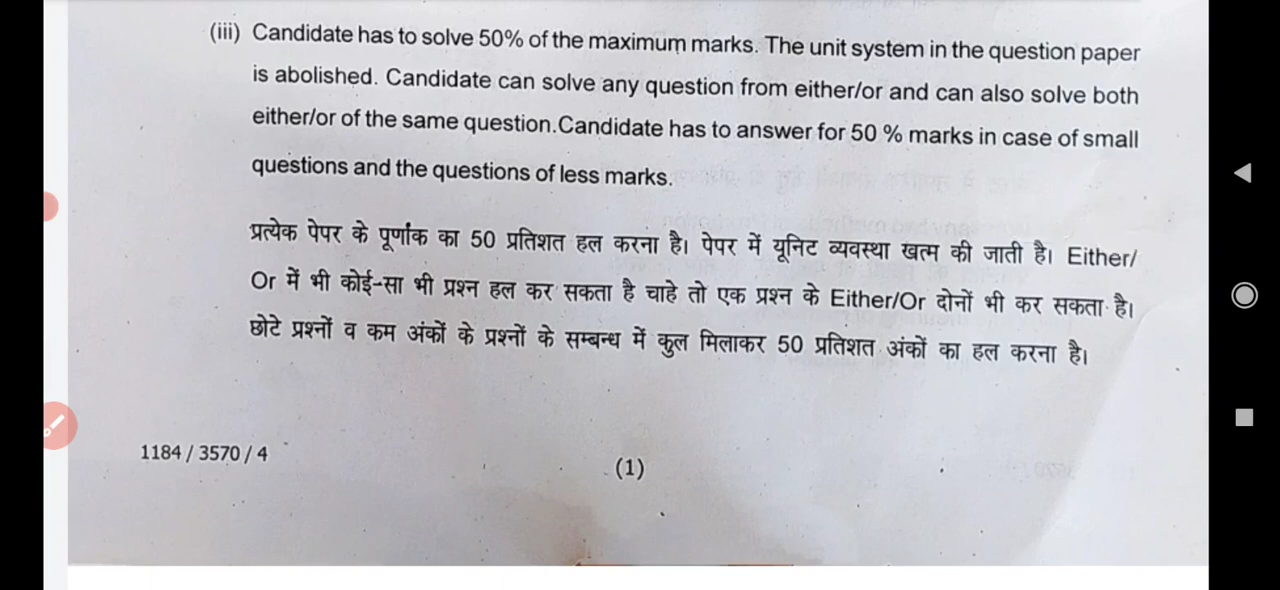 (iii) Candidate has to solve 50% of the maximum marks. The unit system in the question paper
is abolished. Candidate can solve any question from either/or and can also solve both
either/or of the same question.Candidate has to answer for 50 % marks in case of small
questions and the questions of less marks.
प्रत्येक पेपर के पूर्णांक का 50 प्रतिशत हल करना है। पेपर में यूनिट व्यवस्था खत्म की जाती है। Either/
Or में भी कोई-सा भी प्रश्न हल कर सकता है चाहे तो एक प्रश्न के Either/Or दोनों भी कर सकता है।
छोटे प्रश्नों व कम अंकों के प्रश्नों के सम्बन्ध में कुल मिलाकर 50 प्रतिशत अंकों का हल करना है।
1184 / 3570 / 4
(1)